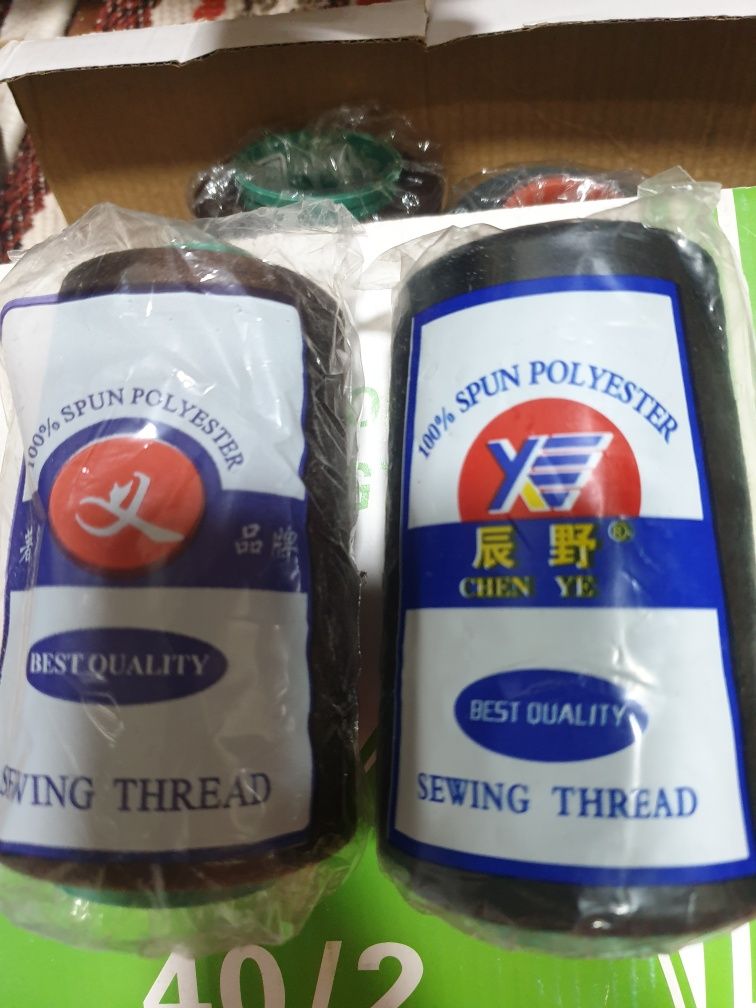 100% SPUN POLYESTER
品牌
BEST QUALITY
SEWING THREAD
100% SPUN POLYESTER
辰野®
CHEN YE
BEST QUALITY
SEWING THREAD
40/2